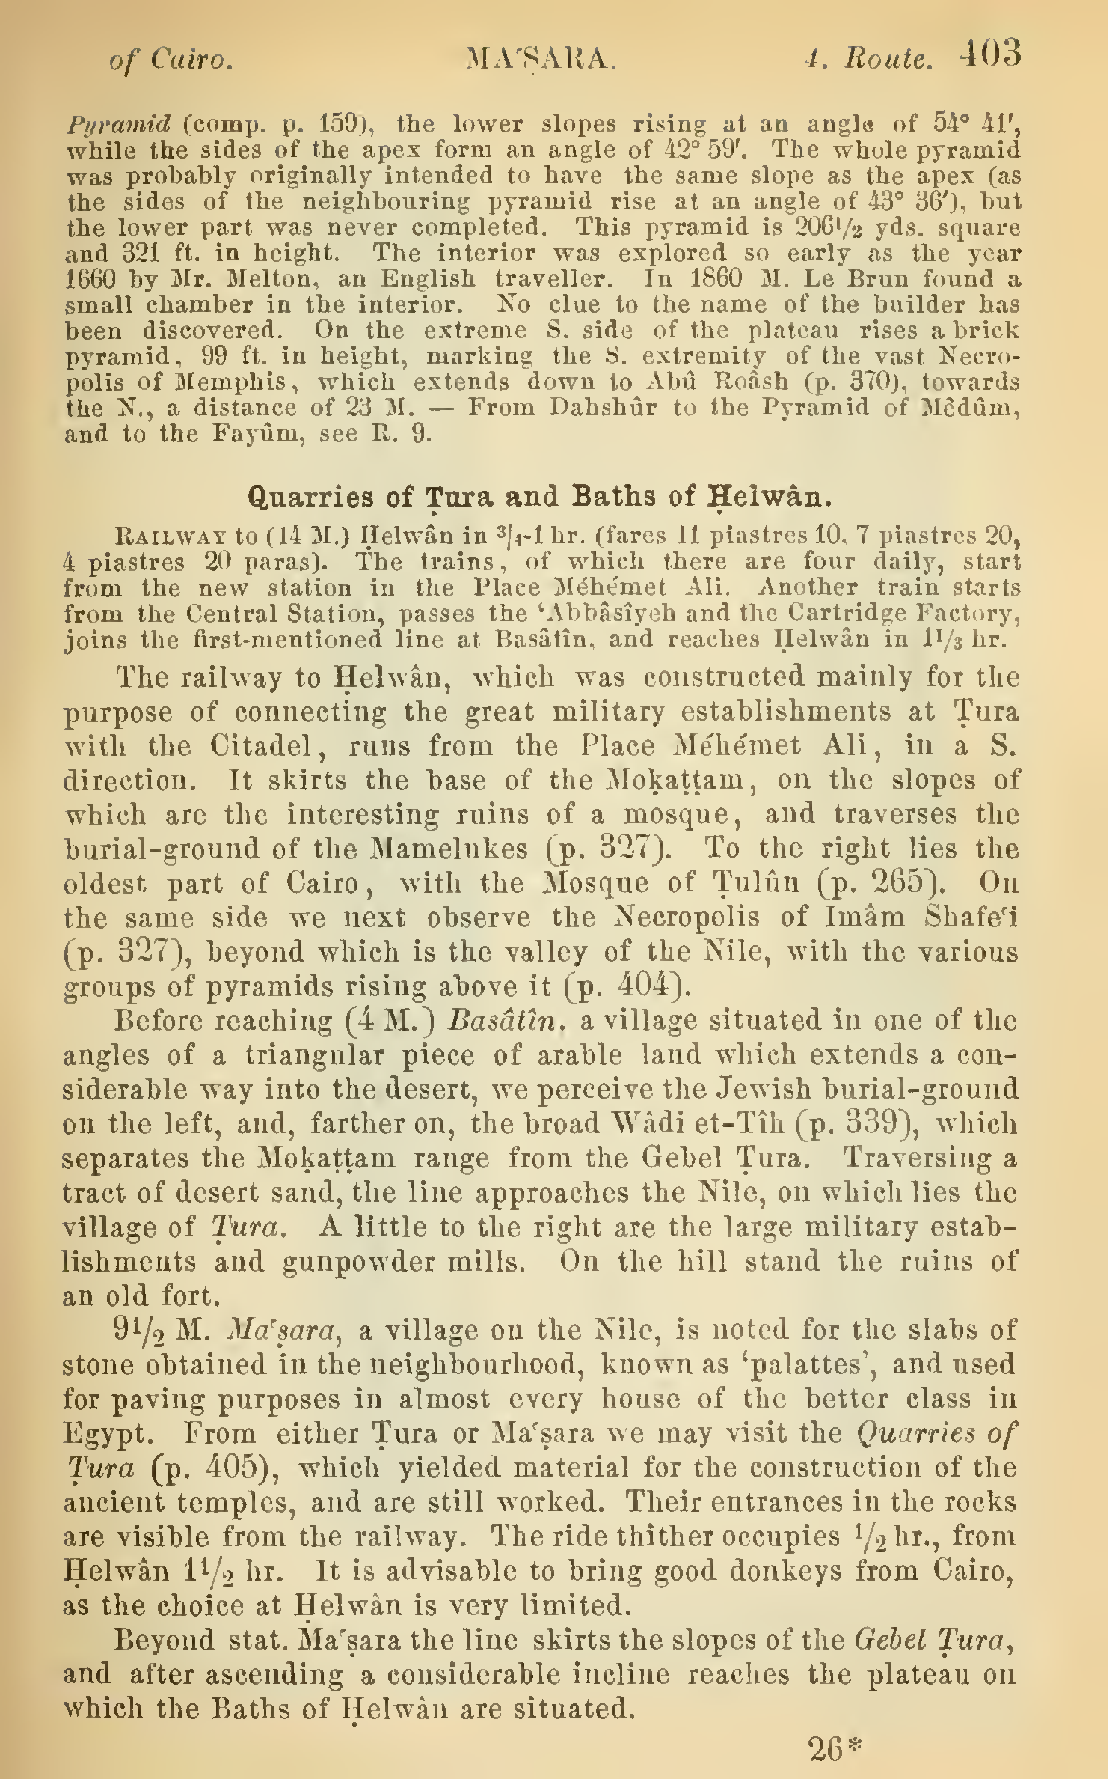 of Cairo. MA'ṢARA. 4. Route. 403
Pyramid (comp. p. 159), the lower slopes rising at an angle of 54° 41′,
while the sides of the apex form an angle of 42° 59′. The whole pyramid
was probably originally intended to have the same slope as the apex (as
the sides of the neighbouring pyramid rise at an angle of 43° 36′), but
the lower part was never completed. This pyramid is 206½ yds. square
and 321 ft. in height. The interior was explored so early as the year
1660 by Mr. Melton, an English traveller. In 1860 M. Le Brun found a
small chamber in the interior. No clue to the name of the builder has
been discovered. On the extreme S. side of the plateau rises a brick
pyramid, 99 ft. in height, marking the S. extremity of the vast Necro-
polis of Memphis, which extends down to Abû Roâsh (p. 370), towards
the N., a distance of 23 M. — From Dahshûr to the Pyramid of Mêdûm,
and to the Fayûm, see R. 9.
Quarries of Ṭura and Baths of Ḥelwân.
RAILWAY to (14 M.) Ḥelwân in ¾-1 hr. (fares 11 piastres 10, 7 piastres 20,
4 piastres 20 paras). The trains, of which there are four daily, start
from the new station in the Place Méhémet Ali. Another train starts
from the Central Station, passes the ‘Abbâsîyeh and the Cartridge Factory,
joins the first-mentioned line at Basâtîn, and reaches Ḥelwân in 1⅓ hr.
The railway to Ḥelwân, which was constructed mainly for the
purpose of connecting the great military establishments at Ṭura
with the Citadel, runs from the Place Méhémet Ali, in a S.
direction. It skirts the base of the Moḳaṭṭam, on the slopes of
which are the interesting ruins of a mosque, and traverses the
burial-ground of the Mamelukes (p. 327). To the right lies the
oldest part of Cairo, with the Mosque of Ṭulûn (p. 265). On
the same side we next observe the Necropolis of Imâm Shafe'i
(p. 327), beyond which is the valley of the Nile, with the various
groups of pyramids rising above it (p. 404).
Before reaching (4 M.) Basâtîn, a village situated in one of the
angles of a triangular piece of arable land which extends a con-
siderable way into the desert, we perceive the Jewish burial-ground
on the left, and, farther on, the broad Wâdi et-Tîh (p. 339), which
separates the Moḳaṭṭam range from the Gebel Ṭura. Traversing a
tract of desert sand, the line approaches the Nile, on which lies the
village of Ṭura. A little to the right are the large military estab-
lishments and gunpowder mills. On the hill stand the ruins of
an old fort.
9½ M. Ma'ṣara, a village on the Nile, is noted for the slabs of
stone obtained in the neighbourhood, known as ‘palattes’, and used
for paving purposes in almost every house of the better class in
Egypt. From either Ṭura or Ma'ṣara we may visit the Quarries of
Ṭura (p. 405), which yielded material for the construction of the
ancient temples, and are still worked. Their entrances in the rocks
are visible from the railway. The ride thither occupies ½ hr., from
Ḥelwân 1½ hr. It is advisable to bring good donkeys from Cairo,
as the choice at Ḥelwân is very limited.
Beyond stat. Ma'ṣara the line skirts the slopes of the Gebel Ṭura,
and after ascending a considerable incline reaches the plateau on
which the Baths of Ḥelwân are situated.
26*